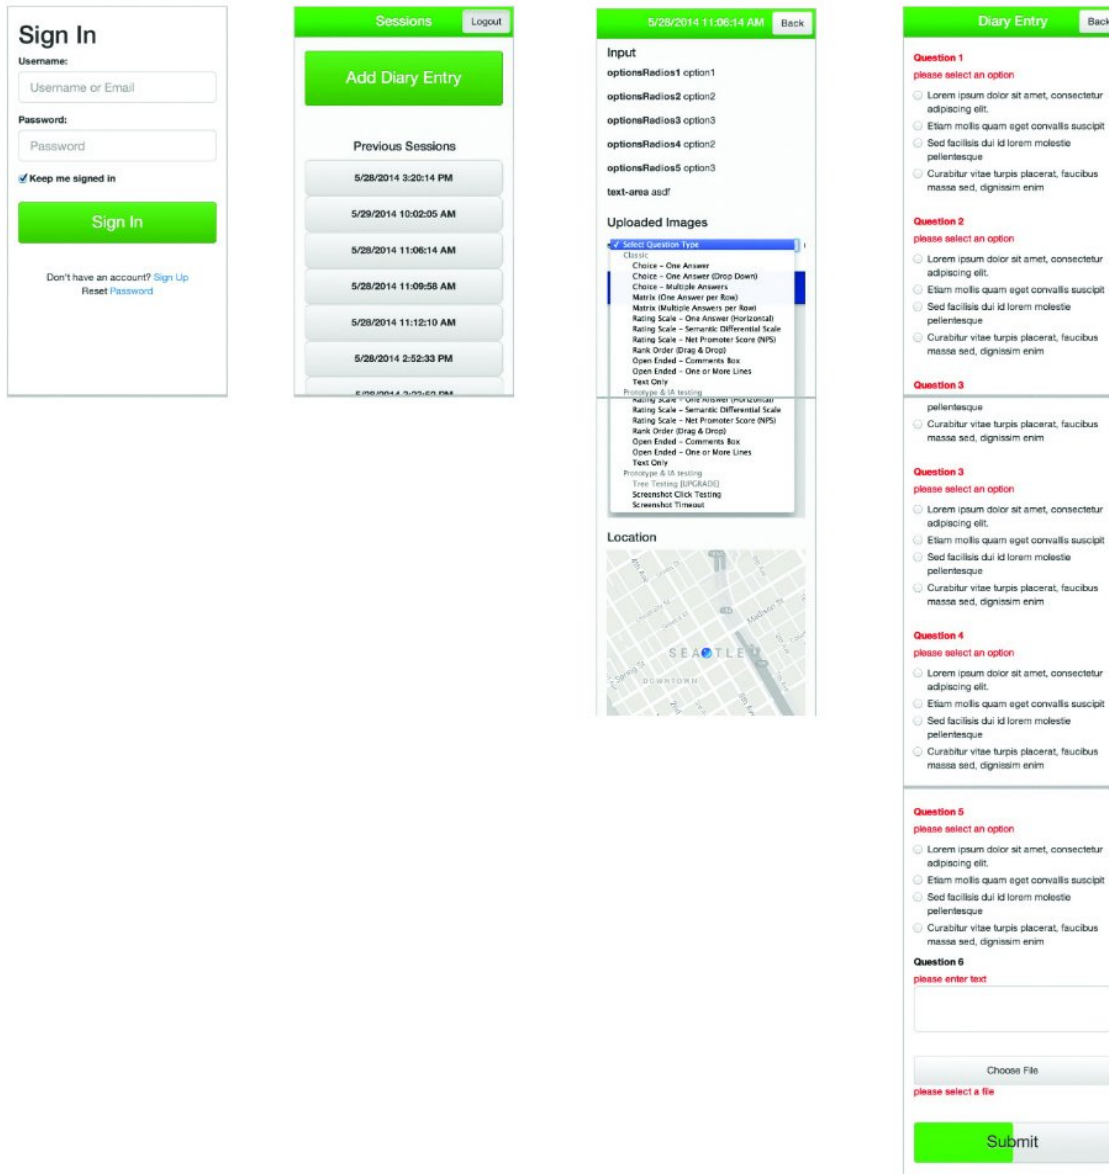 Sign In
Username:
Username or Email
Password:
Password
Keep me signed in
Sign In
Don't have an account? Sign Up
Reset Password
Sessions
Logout
Add Diary Entry
Previous Sessions
5/28/2014 3:20:14 PM
5/29/2014 10:02:05 AM
5/28/2014 11:06:14 AM
5/28/2014 11:09:58 AM
5/28/2014 11:12:10 AM
5/28/2014 2:52:33 PM
5/28/2014 11:06:14 AM
Back
Input
optionsRadios1 option1
optionsRadios2 option2
optionsRadios3 option3
optionsRadios4 option2
optionsRadios5 option3
text-area asdf
Uploaded Images
Select Question Type
Classic
Choice – One Answer
Choice – One Answer (Drop Down)
Choice – Multiple Answers
Matrix (One Answer per Row)
Matrix (Multiple Answers per Row)
Rating Scale – One Answer (Horizontal)
Rating Scale – Semantic Differential Scale
Rating Scale – Net Promoter Score (NPS)
Rank Order (Drag & Drop)
Open Ended – Comments Box
Open Ended – One or More Lines
Text Only
Prototype & IA testing
Rating Scale – One Answer (Horizontal)
Rating Scale – Semantic Differential Scale
Rating Scale – Net Promoter Score (NPS)
Rank Order (Drag & Drop)
Open Ended – Comments Box
Open Ended – One or More Lines
Text Only
Prototype & IA testing
Tree Testing [UPGRADE]
Screenshot Click Testing
Screenshot Timeout
Location
Madison St
SEATTLE
Spring St
DOWNTOWN
Diary Entry
Back
Question 1
please select an option
Lorem ipsum dolor sit amet, consectetur
adipiscing elit.
Etiam mollis quam eget convallis suscipit
Sed facilisis dui id lorem molestie
pellentesque
Curabitur vitae turpis placerat, faucibus
massa sed, dignissim enim
Question 2
please select an option
Lorem ipsum dolor sit amet, consectetur
adipiscing elit.
Etiam mollis quam eget convallis suscipit
Sed facilisis dui id lorem molestie
pellentesque
Curabitur vitae turpis placerat, faucibus
massa sed, dignissim enim
Question 3
pellentesque
Curabitur vitae turpis placerat, faucibus
massa sed, dignissim enim
Question 3
please select an option
Lorem ipsum dolor sit amet, consectetur
adipiscing elit.
Etiam mollis quam eget convallis suscipit
Sed facilisis dui id lorem molestie
pellentesque
Curabitur vitae turpis placerat, faucibus
massa sed, dignissim enim
Question 4
please select an option
Lorem ipsum dolor sit amet, consectetur
adipiscing elit.
Etiam mollis quam eget convallis suscipit
Sed facilisis dui id lorem molestie
pellentesque
Curabitur vitae turpis placerat, faucibus
massa sed, dignissim enim
Question 5
please select an option
Lorem ipsum dolor sit amet, consectetur
adipiscing elit.
Etiam mollis quam eget convallis suscipit
Sed facilisis dui id lorem molestie
pellentesque
Curabitur vitae turpis placerat, faucibus
massa sed, dignissim enim
Question 6
please enter text
Choose File
please select a file
Submit